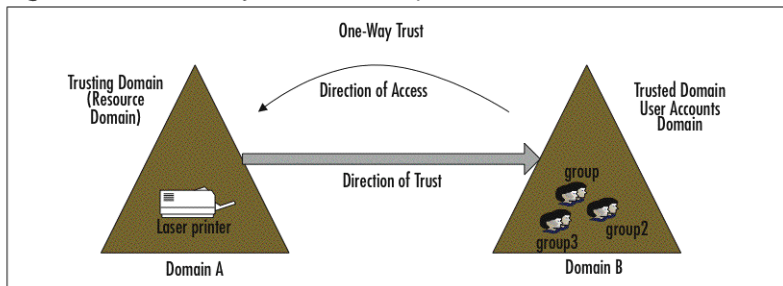 One-Way Trust
Trusting Domain
(Resource
Domain)
Direction of Access
Trusted Domain
User Accounts
Domain
Direction of Trust
Laser printer
group
group2
group3
Domain A
Domain B